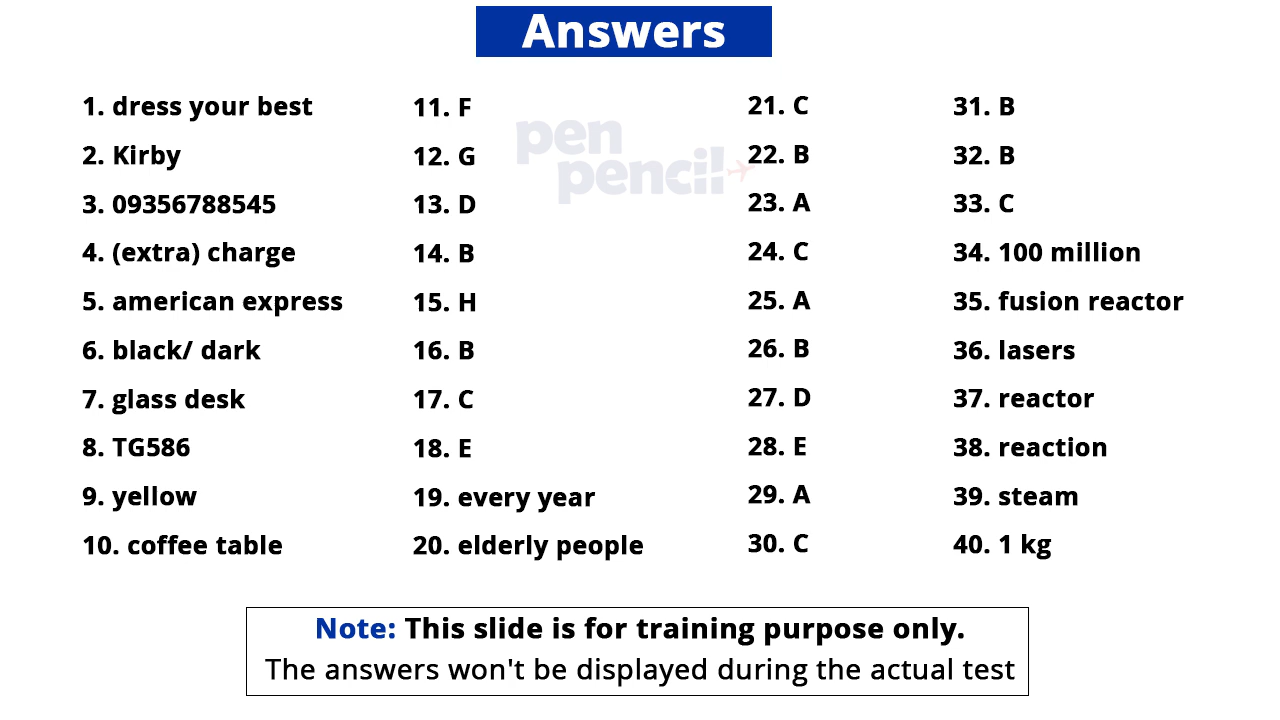 Answers
1. dress your best
2. Kirby
3. 09356788545
4. (extra) charge
5. american express
6. black/ dark
7. glass desk
8. TG586
9. yellow
10. coffee table
11. F
12. G
13. D
14. B
15. H
16. B
17. C
18. E
19. every year
20. elderly people
pen
pencil
21. C
22. B
23. A
24. C
25. A
26. B
27. D
28. E
29. A
30. C
31. B
32. B
33. C
34. 100 million
35. fusion reactor
36. lasers
37. reactor
38. reaction
39. steam
40. 1 kg
Note: This slide is for training purpose only.
The answers won't be displayed during the actual test